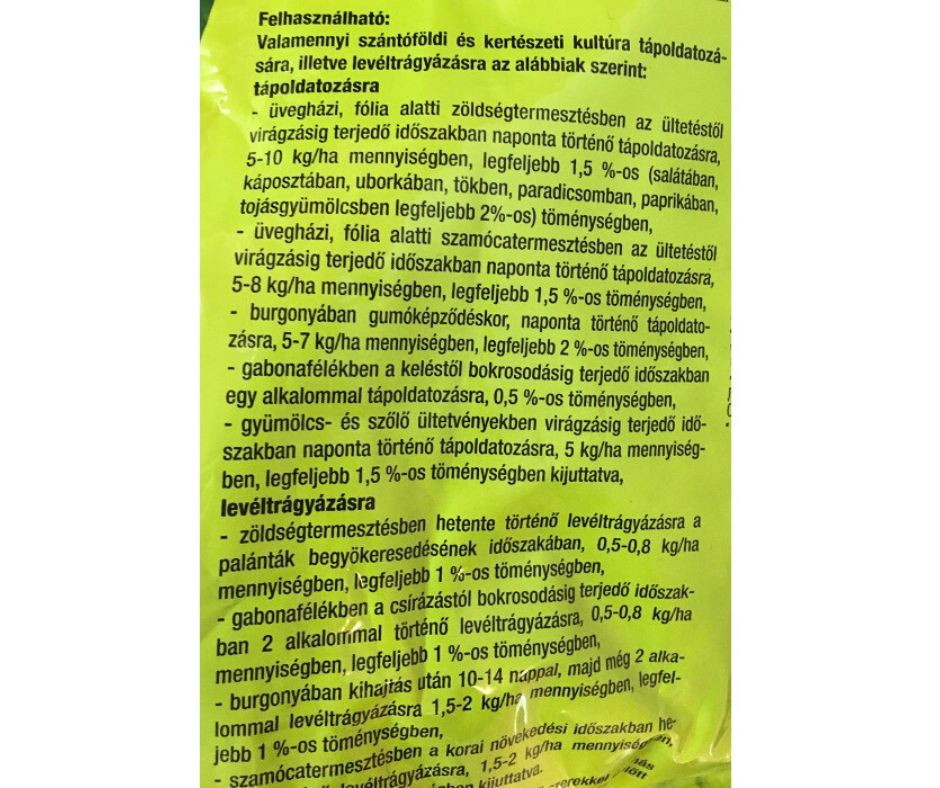 Felhasználható:
Valamennyi szántóföldi és kertészeti kultúra tápoldatozá-
sára, illetve levéltrágyázásra az alábbiak szerint:
tápoldatozásra
- üvegházi, fólia alatti zöldségtermesztésben az ültetéstől
virágzásig terjedő időszakban naponta történő tápoldatozásra,
5-10 kg/ha mennyiségben, legfeljebb 1,5 %-os (salátában,
káposztában, uborkában, tökben, paradicsomban, paprikában,
tojásgyümölcsben legfeljebb 2%-os) töménységben,
- üvegházi, fólia alatti szamócatermesztésben az ültetéstől
virágzásig terjedő időszakban naponta történő tápoldatozásra,
5-8 kg/ha mennyiségben, legfeljebb 1,5 %-os töménységben,
- burgonyában gumóképződéskor, naponta történő tápoldato-
zásra, 5-7 kg/ha mennyiségben, legfeljebb 2 %-os töménységben,
- gabonafélékben a keléstől bokrosodásig terjedő időszakban
egy alkalommal tápoldatozásra, 0,5 %-os töménységben,
- gyümölcs- és szőlő ültetvényekben virágzásig terjedő idő-
szakban naponta történő tápoldatozásra, 5 kg/ha mennyiség-
ben, legfeljebb 1,5 %-os töménységben kijuttatva,
levéltrágyázásra
- zöldségtermesztésben hetente történő levéltrágyázásra a
palánták begyökeresedésének időszakában, 0,5-0,8 kg/ha
mennyiségben, legfeljebb 1 %-os töménységben,
- gabonafélékben a csírázástól bokrosodásig terjedő időszak-
ban 2 alkalommal történő levéltrágyázásra, 0,5-0,8 kg/ha
mennyiségben, legfeljebb 1 %-os töménységben,
- burgonyában kihajtás után 10-14 nappal, majd még 2 alka-
lommal levéltrágyázásra 1,5-2 kg/ha mennyiségben, legfel-
jebb 1 %-os töménységben,
- szamócatermesztésben a korai növekedési időszakban he-
levéltrágyázásra, 1,5-2 kg/ha
kijuttatva.